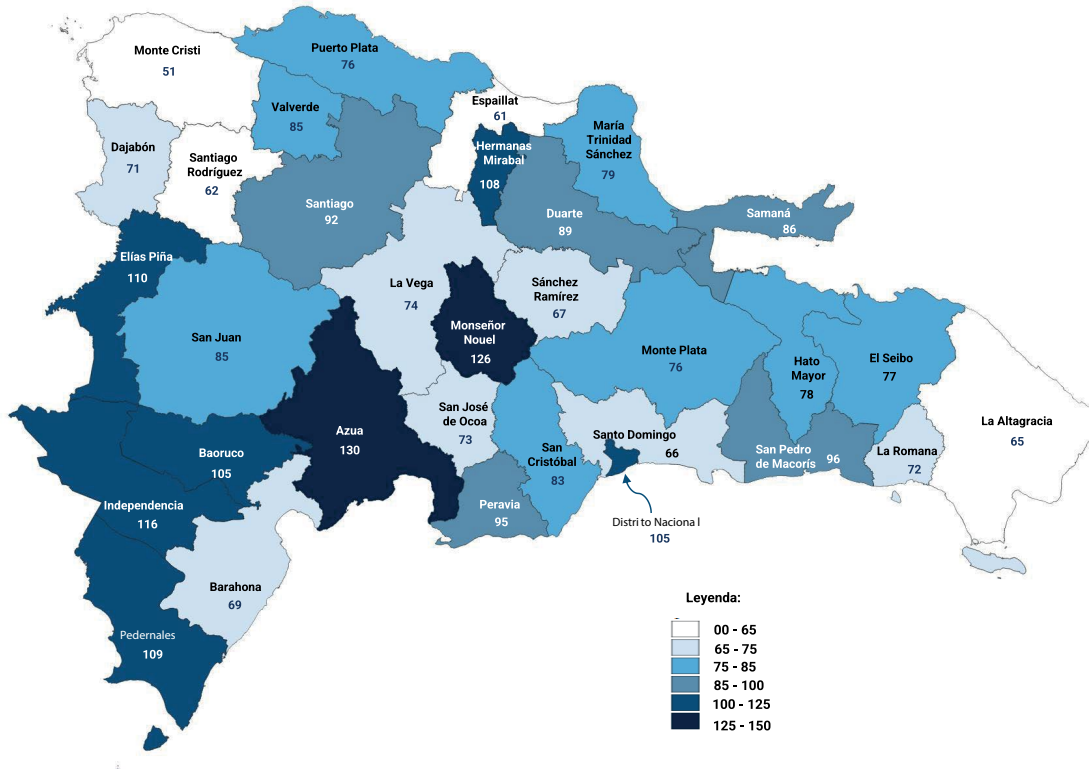 Monte Cristi
51
Puerto Plata
76
Espaillat
61
Valverde
85
María
Trinidad
Sánchez
79
Dajabón
71
Santiago
Rodríguez
62
Hermanas
Mirabal
108
Santiago
92
Duarte
89
Samaná
86
Elías Piña
110
La Vega
74
Sánchez
Ramírez
67
San Juan
85
Monseñor
Nouel
126
Monte Plata
76
Hato
Mayor
78
El Seibo
77
San José
de Ocoa
73
Azua
130
Santo Domingo
66
La Altagracia
65
Baoruco
105
San
Cristóbal
83
San Pedro
de Macorís
96
La Romana
72
Independencia
116
Peravia
95
Distri to Naciona l
105
Barahona
69
Pedernales
109
Leyenda:
00 - 65
65 - 75
75 - 85
85 - 100
100 - 125
125 - 150